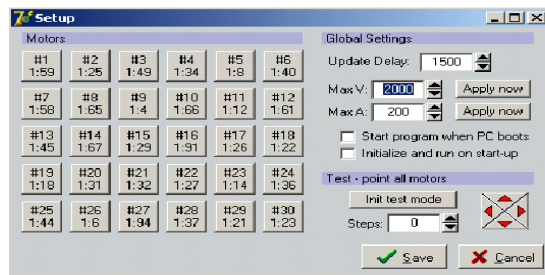 Setup
Motors
#1 #2 #3 #4 #5 #6
1:59 1:25 1:49 1:34 1:8 1:40
#7 #8 #9 #10 #11 #12
1:58 1:65 1:4 1:66 1:12 1:61
#13 #14 #15 #16 #17 #18
1:45 1:67 1:29 1:91 1:26 1:22
#19 #20 #21 #22 #23 #24
1:18 1:31 1:32 1:27 1:14 1:36
#25 #26 #27 #28 #29 #30
1:44 1:6 1:94 1:37 1:21 1:23
Global Settings
Update Delay: 1500
Max V: 2000 Apply now
Max A: 200 Apply now
Start program when PC boots
Initialize and run on start-up
Test - point all motors
Init test mode
Steps: 0
Save Cancel